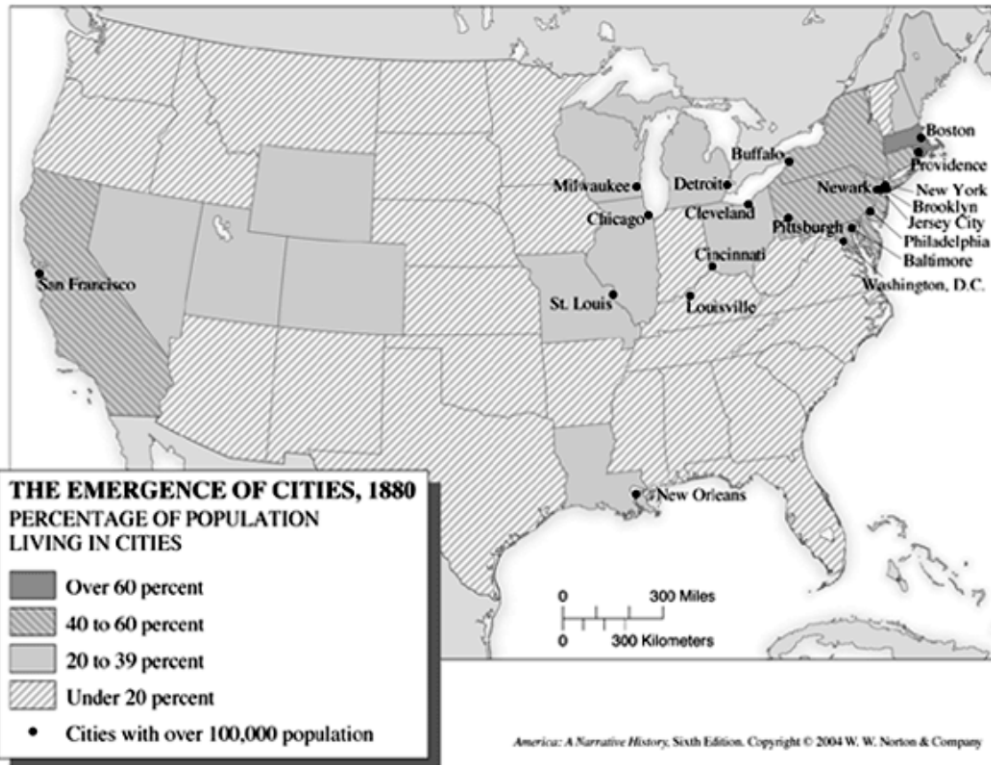 Boston
Buffalo
Providence
Milwaukee
Detroit
Newark
New York
Chicago
Cleveland
Brooklyn
Pittsburgh
Jersey City
Philadelphia
Cincinnati
Baltimore
San Francisco
Washington, D.C.
St. Louis
Louisville
New Orleans
THE EMERGENCE OF CITIES, 1880
PERCENTAGE OF POPULATION
LIVING IN CITIES
Over 60 percent
40 to 60 percent
20 to 39 percent
Under 20 percent
Cities with over 100,000 population
0 300 Miles
0 300 Kilometers
America: A Narrative History, Sixth Edition. Copyright © 2004 W. W. Norton & Company